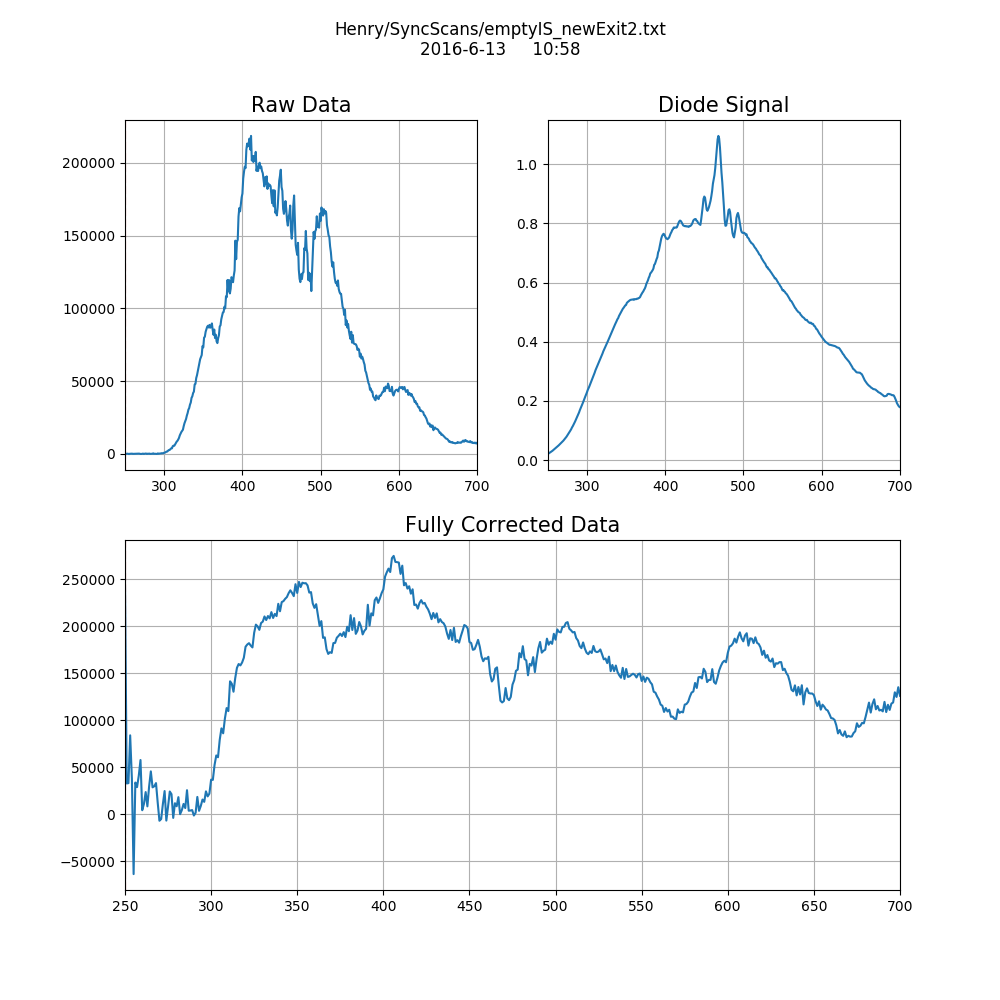 Henry/SyncScans/emptyIS_newExit2.txt
2016-6-13 10:58
Raw Data
200000
150000
100000
50000
0
300 400 500 600 700
Diode Signal
1.0
0.8
0.6
0.4
0.2
0.0
300 400 500 600 700
Fully Corrected Data
250000
200000
150000
100000
50000
0
−50000
250 300 350 400 450 500 550 600 650 700